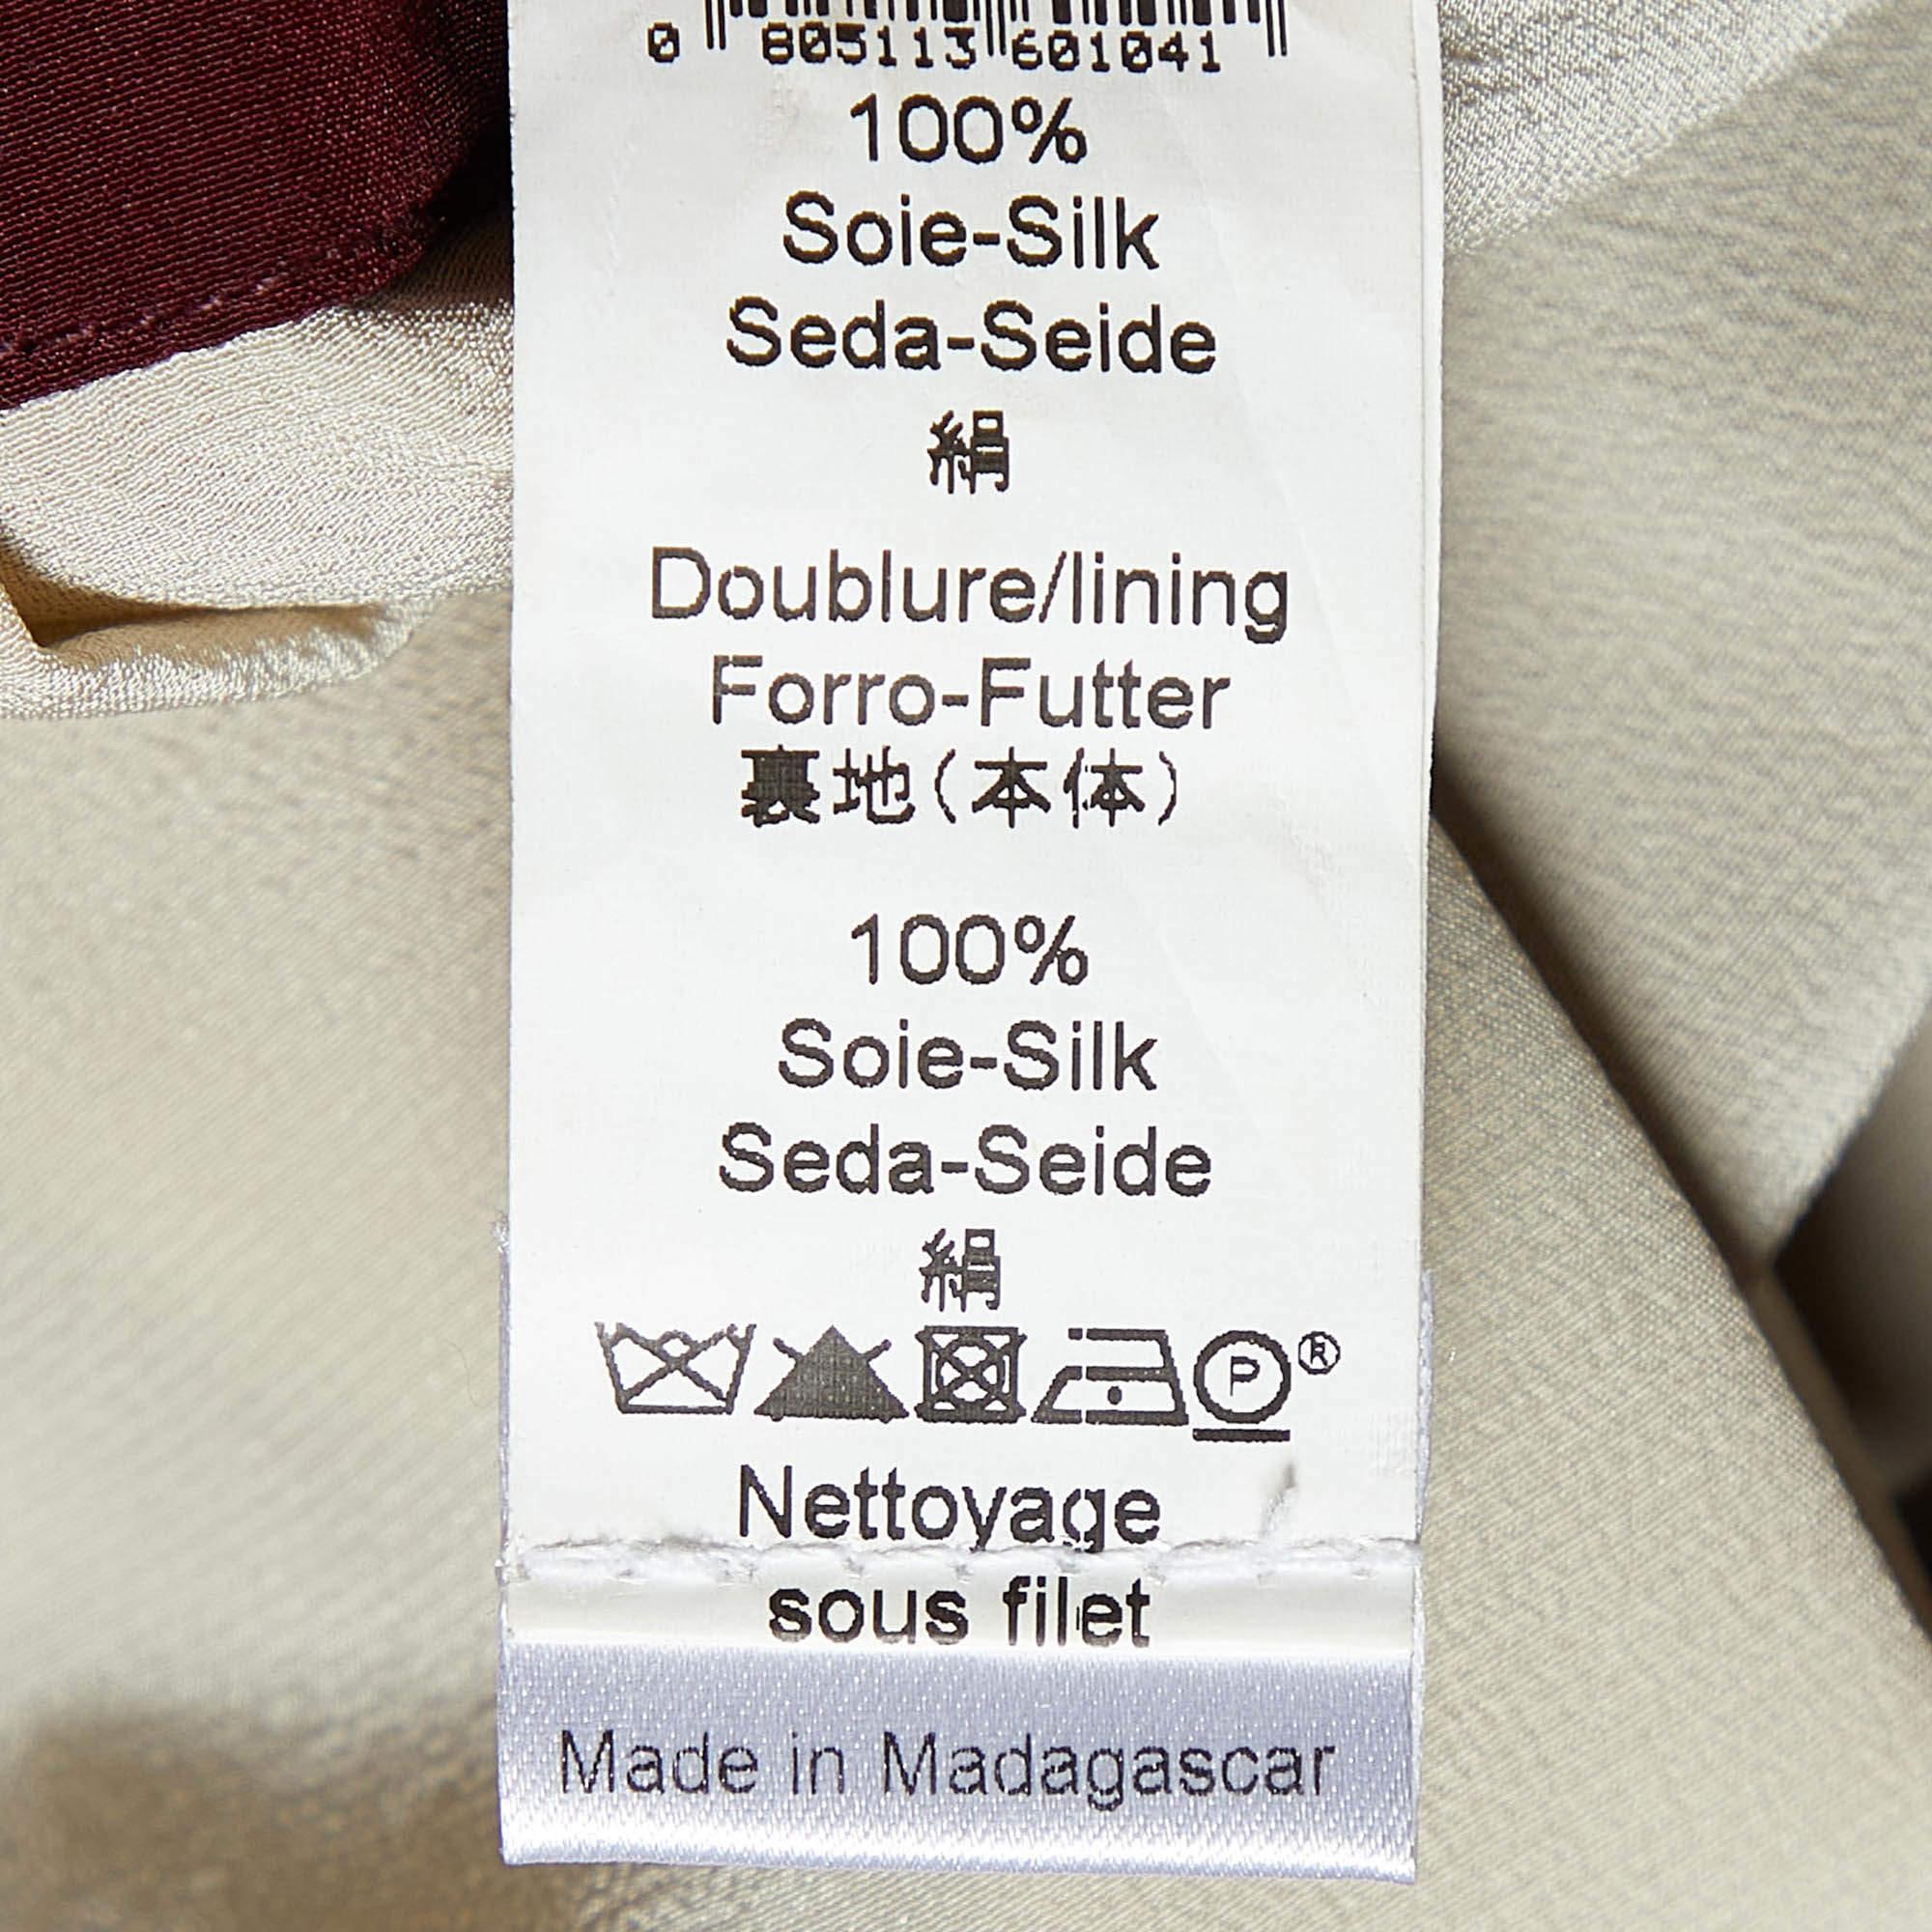 0 805113 601041
100%
Soie-Silk
Seda-Seide
絹
Doublure/lining
Forro-Futter
裏地(本体)
100%
Soie-Silk
Seda-Seide
絹
P ®
Nettoyage
sous filet
Made in Madagascar